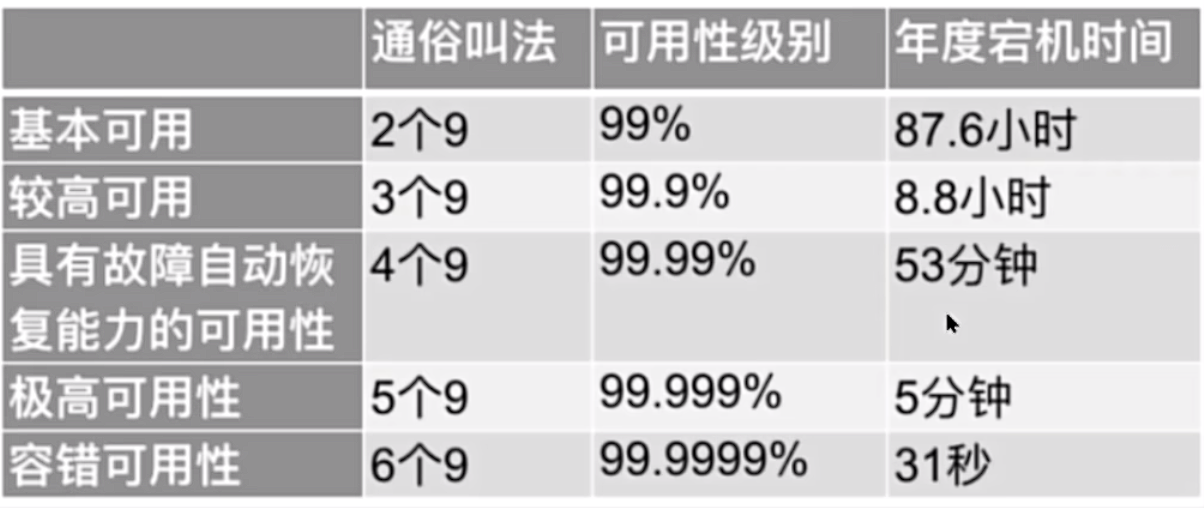 通俗叫法 可用性级别 年度宕机时间
基本可用 2个9 99% 87.6小时
较高可用 3个9 99.9% 8.8小时
具有故障自动恢 4个9 99.99% 53分钟
复能力的可用性
极高可用性 5个9 99.999% 5分钟
容错可用性 6个9 99.9999% 31秒